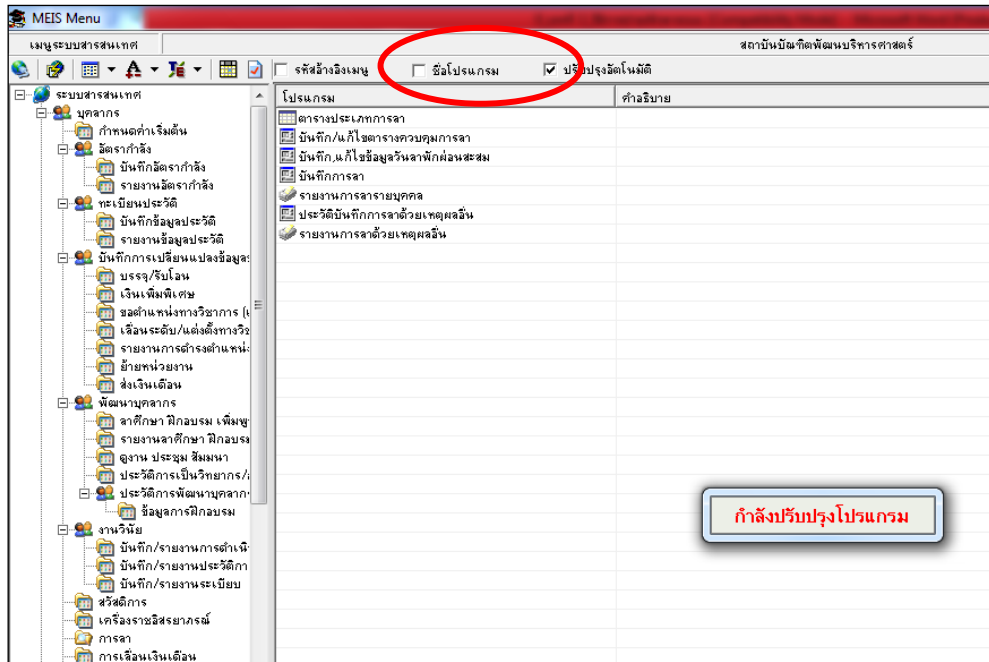 MEIS Menu
เมนูระบบสารสนเทศ
สถาบันบัณฑิตพัฒนบริหารศาสตร์
รหัสอ้างอิงเมนู
ชื่อโปรแกรม
ปรับปรุงอัตโนมัติ
ระบบสารสนเทศ
บุคลากร
กำหนดค่าเริ่มต้น
อัตรากำลัง
บันทึกอัตรากำลัง
รายงานอัตรากำลัง
ทะเบียนประวัติ
บันทึกข้อมูลประวัติ
รายงานข้อมูลประวัติ
บันทึกการเปลี่ยนแปลงข้อมูล
บรรจุ/รับโอน
เงินเพิ่มพิเศษ
ขอตำแหน่งทางวิชาการ
เลื่อนระดับ/แต่งตั้งทางวิช
รายงานการดำรงตำแหน่ง
ย้ายหน่วยงาน
ส่งเงินเดือน
พัฒนาบุคลากร
ลาศึกษา ฝึกอบรม เพิ่มพู
รายงานลาศึกษา ฝึกอบรม
ดูงาน ประชุม สัมมนา
ประวัติการเป็นวิทยากร/
ประวัติการพัฒนาบุคลาก
ข้อมูลการฝึกอบรม
งานวินัย
บันทึก/รายงานการดำเนิ
บันทึก/รายงานประวัติกา
บันทึก/รายงานระเบียบ
สวัสดิการ
เครื่องราชอิสรยาภรณ์
การลา
การเลื่อนเงินเดือน
โปรแกรม
คำอธิบาย
ตารางประเภทการลา
บันทึก/แก้ไขตารางควบคุมการลา
บันทึก,แก้ไขข้อมูลวันลาพักผ่อนสะสม
บันทึกการลา
รายงานการลารายบุคคล
ประวัติบันทึกการลาด้วยเหตุผลอื่น
รายงานการลาด้วยเหตุผลอื่น
กำลังปรับปรุงโปรแกรม